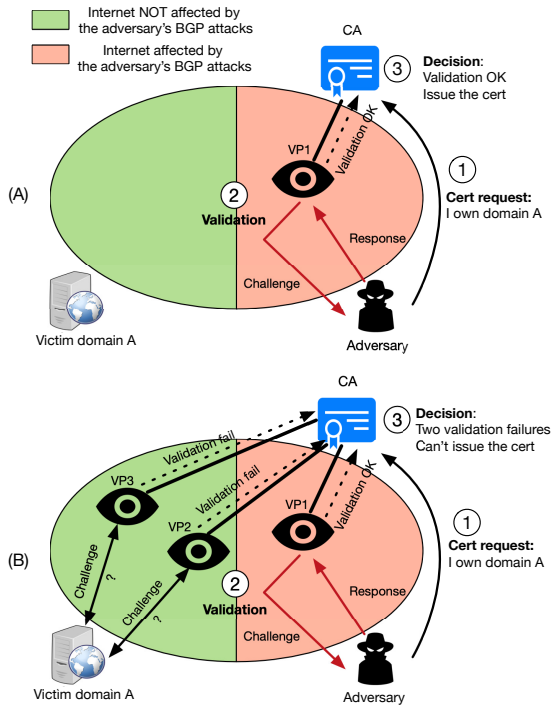 Internet NOT affected by
the adversary's BGP attacks
Internet affected by
the adversary's BGP attacks
CA
3
Decision:
Validation OK
Issue the cert
VP1
Validation OK
1
Cert request:
I own domain A
(A)
2
Validation
Response
Challenge
Victim domain A
Adversary
CA
3
Decision:
Two validation failures
Can't issue the cert
Validation fail
VP3
Validation fail
VP2
VP1
Validation OK
1
Cert request:
I own domain A
(B)
Challenge
?
Challenge
?
2
Validation
Response
Challenge
Victim domain A
Adversary